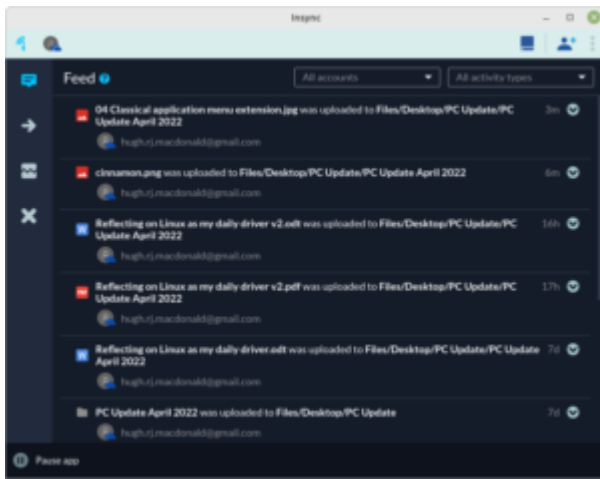 Insync
Feed ?
All accounts
All activity types
04 Classical application menu extension.jpg was uploaded to Files/Desktop/PC Update/PC 3m
Update April 2022
hugh.rj.macdonald@gmail.com
cinnamon.png was uploaded to Files/Desktop/PC Update/PC Update April 2022 6m
hugh.rj.macdonald@gmail.com
Reflecting on Linux as my daily driver v2.odt was uploaded to Files/Desktop/PC Update/PC 16h
Update April 2022
hugh.rj.macdonald@gmail.com
Reflecting on Linux as my daily driver v2.pdf was uploaded to Files/Desktop/PC Update/PC 17h
Update April 2022
hugh.rj.macdonald@gmail.com
Reflecting on Linux as my daily driver.odt was uploaded to Files/Desktop/PC Update/PC Update 7d
April 2022
hugh.rj.macdonald@gmail.com
PC Update April 2022 was uploaded to Files/Desktop/PC Update 7d
hugh.rj.macdonald@gmail.com
Pause app